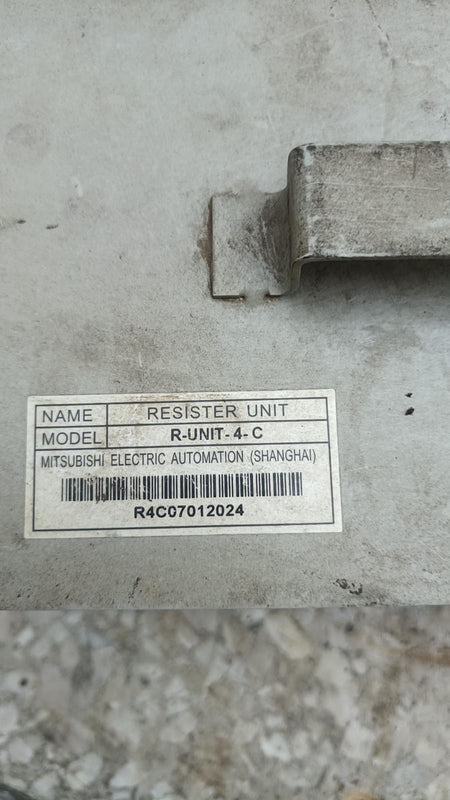 NAME RESISTER UNIT
MODEL R-UNIT-4-C
MITSUBISHI ELECTRIC AUTOMATION (SHANGHAI)
R4C07012024